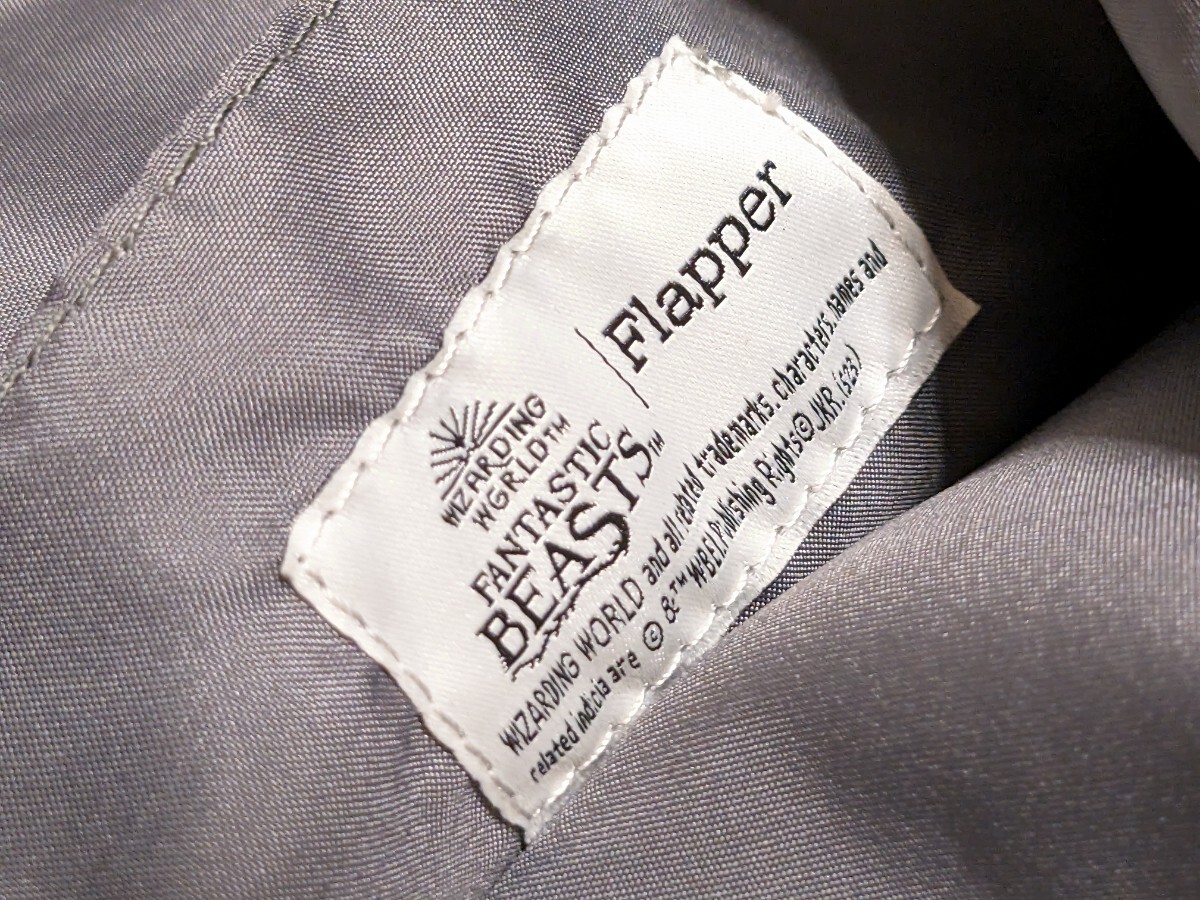 WIZARDING
WORLD™
FANTASTIC
BEASTS™
Flapper
WIZARDING WORLD and all related trademarks, characters, names and
related indicia are © & ™ WBEI. Publishing Rights © JKR. (s23)